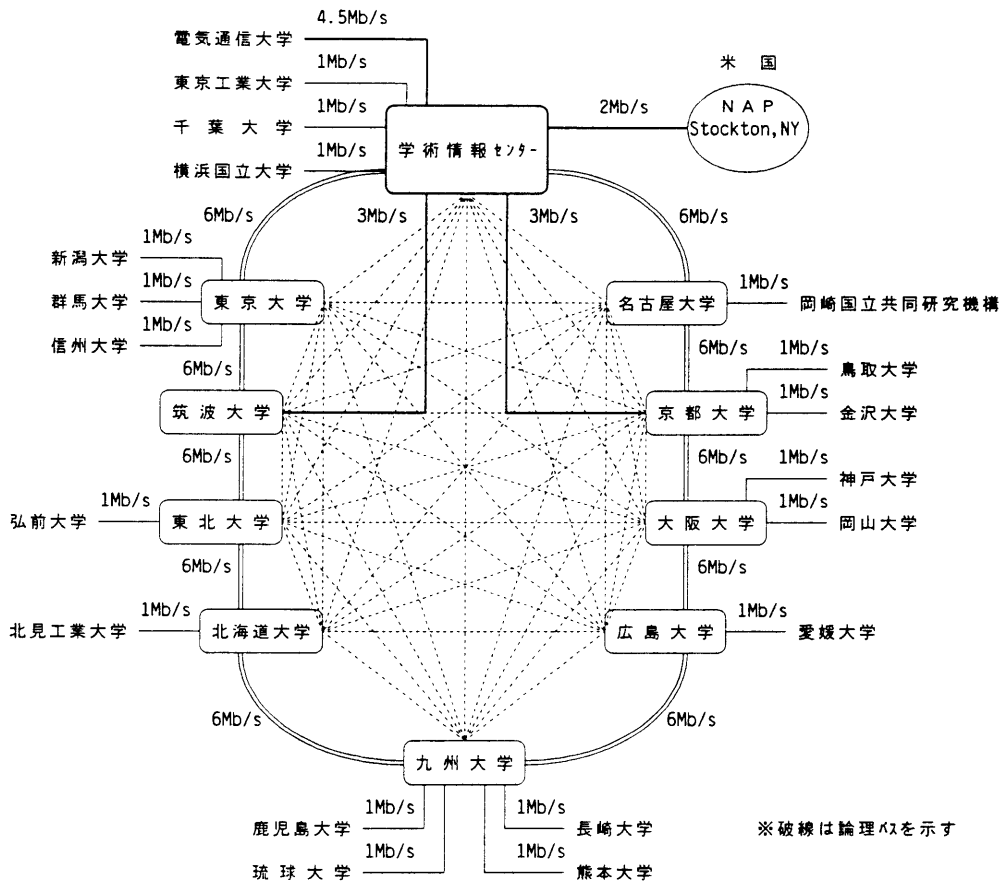 4.5Mb/s
電気通信大学
1Mb/s
東京工業大学
1Mb/s
千葉大学
1Mb/s
横浜国立大学
学術情報センター
2Mb/s
米国
NAP
Stockton,NY
6Mb/s
3Mb/s
3Mb/s
6Mb/s
1Mb/s
新潟大学
1Mb/s
群馬大学
1Mb/s
信州大学
東京大学
名古屋大学
1Mb/s
岡崎国立共同研究機構
6Mb/s
6Mb/s
1Mb/s
鳥取大学
筑波大学
京都大学
1Mb/s
金沢大学
6Mb/s
6Mb/s
1Mb/s
神戸大学
1Mb/s
弘前大学
東北大学
大阪大学
1Mb/s
岡山大学
6Mb/s
6Mb/s
1Mb/s
北見工業大学
北海道大学
広島大学
1Mb/s
愛媛大学
6Mb/s
6Mb/s
九州大学
1Mb/s
鹿児島大学
1Mb/s
長崎大学
1Mb/s
琉球大学
1Mb/s
熊本大学
※破線は論理パスを示す